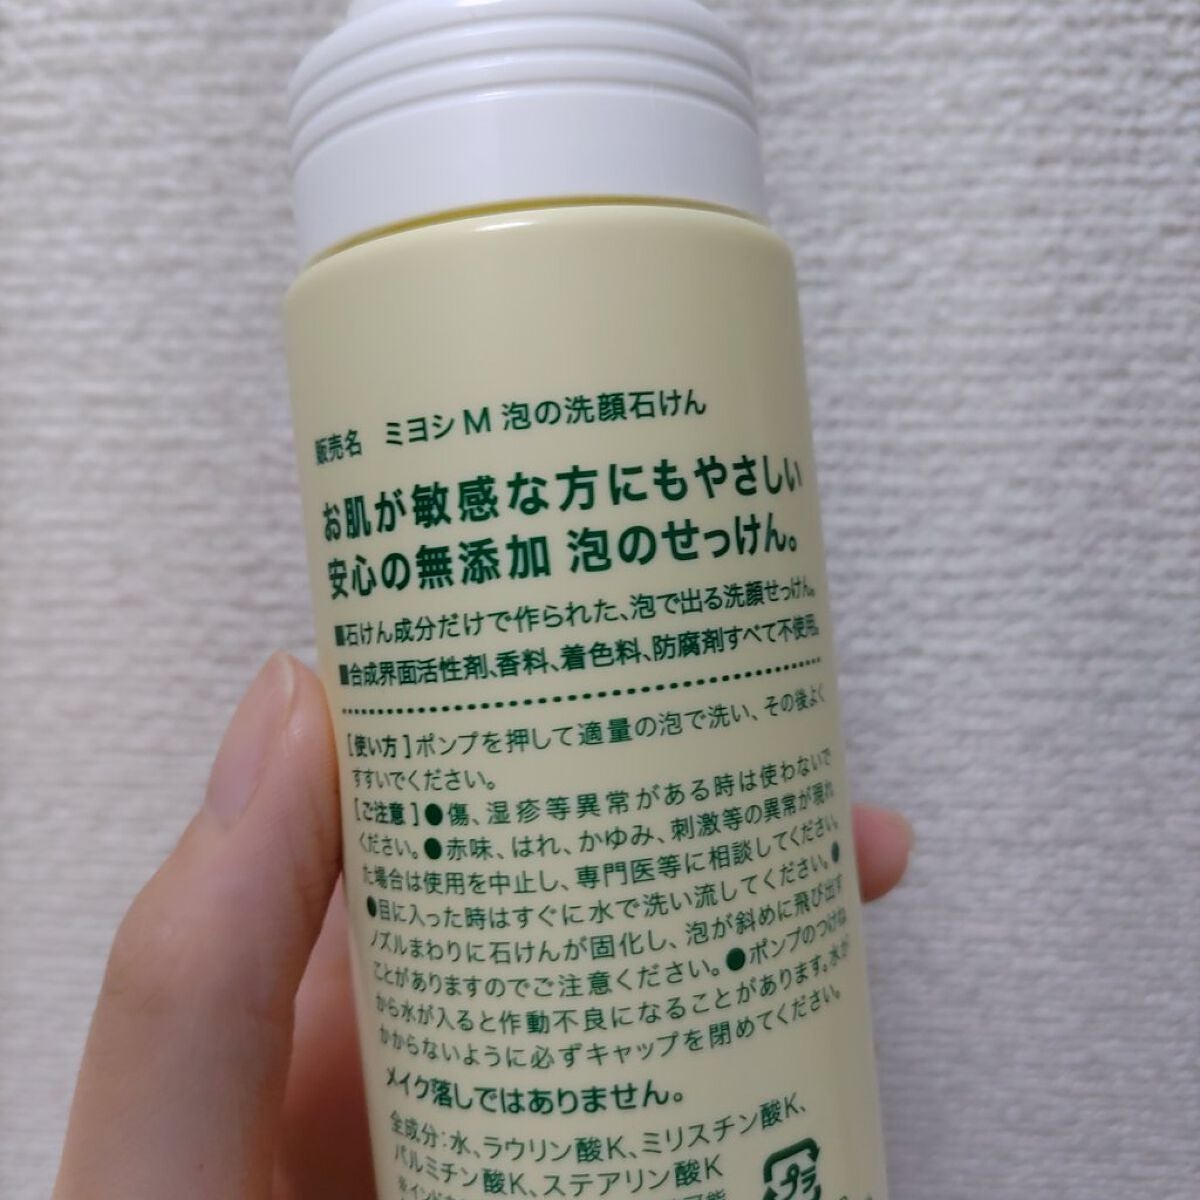 販売名 ミヨシM 泡の洗顔石けん
お肌が敏感な方にもやさしい
安心の無添加 泡のせっけん。
■石けん成分だけで作られた、泡で出る洗顔せっけん。
■合成界面活性剤、香料、着色料、防腐剤すべて不使用。
[使い方]ポンプを押して適量の泡で洗い、その後よく
すすいでください。
[ご注意]●傷、湿疹等異常がある時は使わないで
ください。●赤味、はれ、かゆみ、刺激等の異常が現れ
た場合は使用を中止し、専門医等に相談してください。
●目に入った時はすぐに水で洗い流してください。●
ノズルまわりに石けんが固化し、泡が斜めに飛び出す
ことがありますのでご注意ください。●ポンプのつけね
から水が入ると作動不良になることがあります。水が
かからないように必ずキャップを閉めてください。
メイク落しではありません。
全成分:水、ラウリン酸K、ミリスチン酸K、
パルミチン酸K、ステアリン酸K
プラ